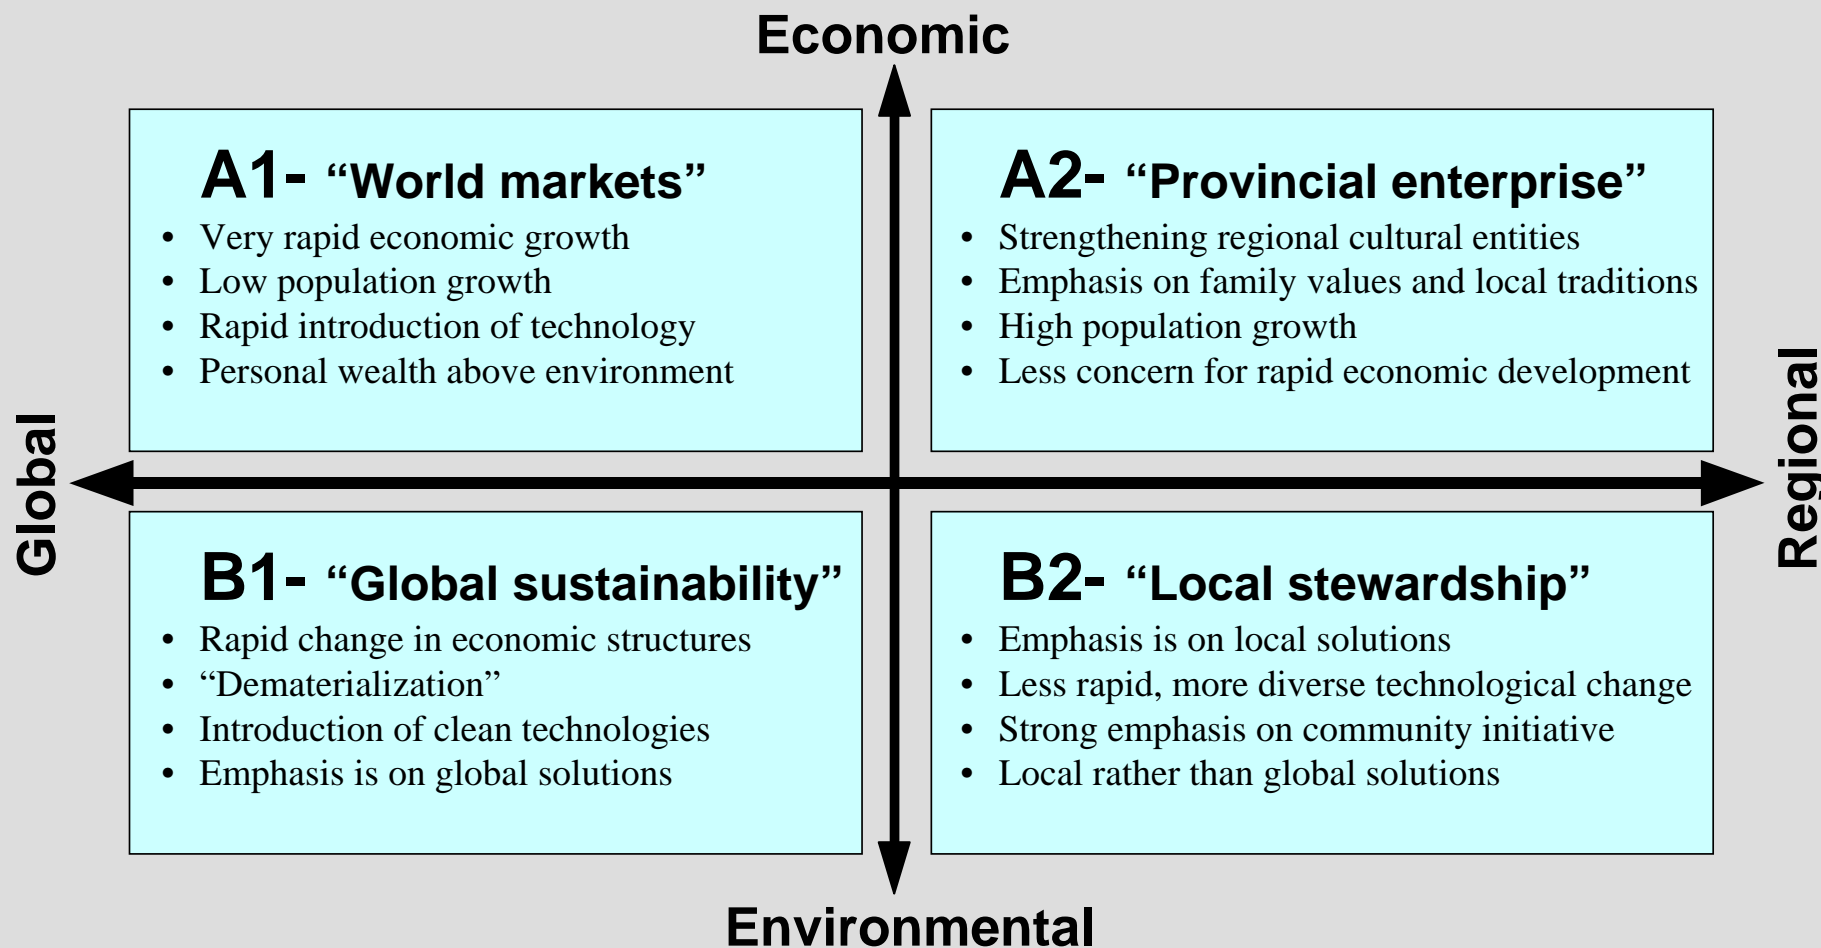 Economic
A1- “World markets”
• Very rapid economic growth
• Low population growth
• Rapid introduction of technology
• Personal wealth above environment
A2- “Provincial enterprise”
• Strengthening regional cultural entities
• Emphasis on family values and local traditions
• High population growth
• Less concern for rapid economic development
Global
Regional
B1- “Global sustainability”
• Rapid change in economic structures
• “Dematerialization”
• Introduction of clean technologies
• Emphasis is on global solutions
B2- “Local stewardship”
• Emphasis is on local solutions
• Less rapid, more diverse technological change
• Strong emphasis on community initiative
• Local rather than global solutions
Environmental